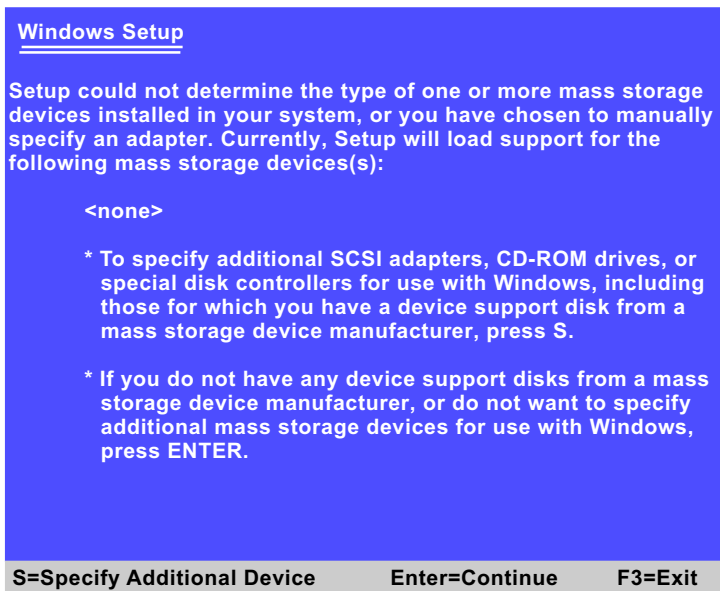 Windows Setup
Setup could not determine the type of one or more mass storage
devices installed in your system, or you have chosen to manually
specify an adapter. Currently, Setup will load support for the
following mass storage devices(s):
<none>
* To specify additional SCSI adapters, CD-ROM drives, or
special disk controllers for use with Windows, including
those for which you have a device support disk from a
mass storage device manufacturer, press S.
* If you do not have any device support disks from a mass
storage device manufacturer, or do not want to specify
additional mass storage devices for use with Windows,
press ENTER.
S=Specify Additional Device Enter=Continue F3=Exit